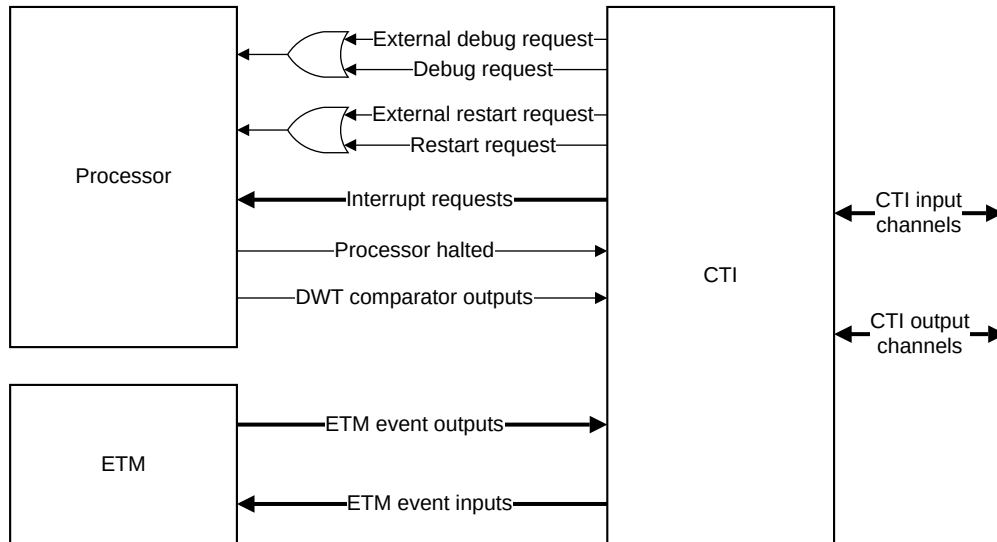 External debug request
Debug request
External restart request
Restart request
Processor
Interrupt requests
CTI input
channels
Processor halted
CTI
DWT comparator outputs
CTI output
channels
ETM event outputs
ETM
ETM event inputs